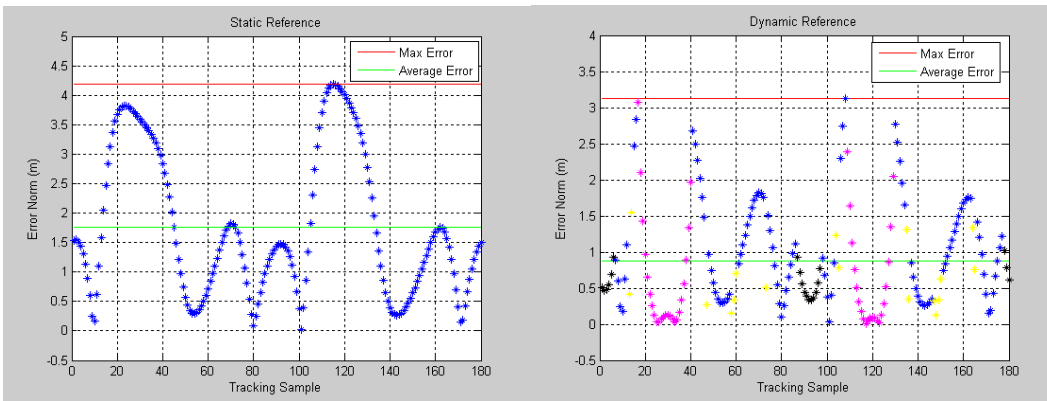 Static Reference
5
4.5
4
3.5
3
2.5
2
1.5
1
0.5
0
-0.5
Error Norm (m)
Max Error
Average Error
0 20 40 60 80 100 120 140 160 180
Tracking Sample
Dynamic Reference
4
3.5
3
2.5
2
1.5
1
0.5
0
-0.5
Error Norm (m)
Max Error
Average Error
0 20 40 60 80 100 120 140 160 180
Tracking Sample